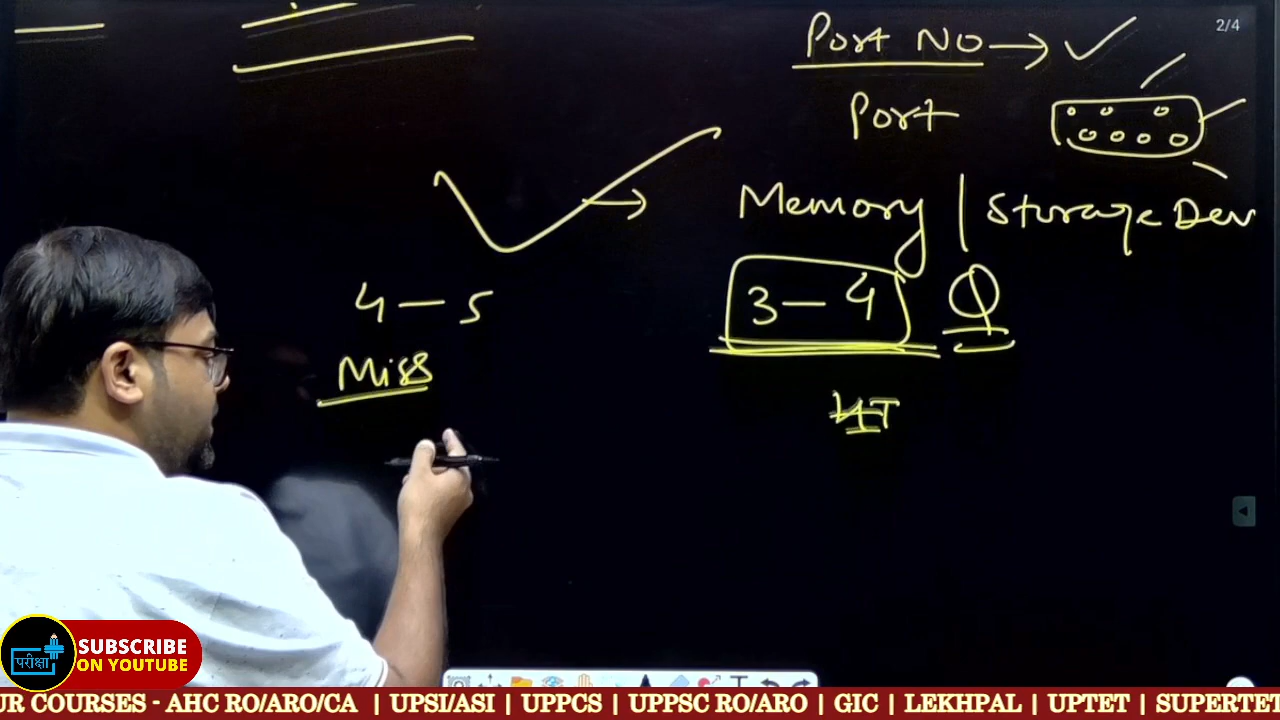 Port No → ✓
2/4
Port
Memory | Storage Dev
4 — 5
3 — 4 Q
Miss
परीक्षा
SUBSCRIBE
ON YOUTUBE
UR COURSES - AHC RO/ARO/CA | UPSI/ASI | UPPCS | UPPSC RO/ARO | GIC | LEKHPAL | UPTET | SUPERTET